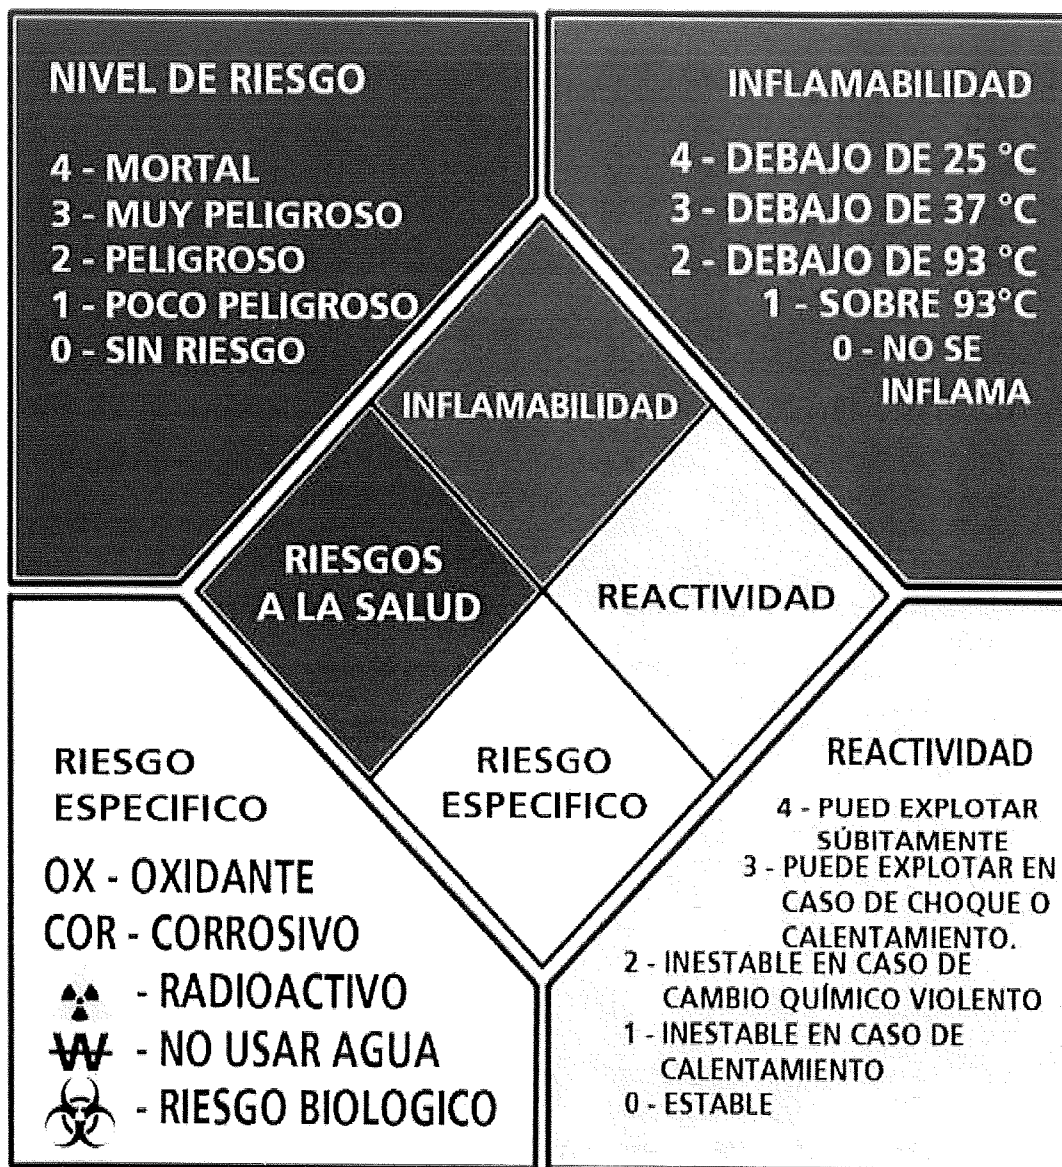 NIVEL DE RIESGO
4 - MORTAL
3 - MUY PELIGROSO
2 - PELIGROSO
1 - POCO PELIGROSO
0 - SIN RIESGO
INFLAMABILIDAD
4 - DEBAJO DE 25 °C
3 - DEBAJO DE 37 °C
2 - DEBAJO DE 93 °C
1 - SOBRE 93°C
0 - NO SE
INFLAMA
INFLAMABILIDAD
RIESGOS
A LA SALUD
REACTIVIDAD
RIESGO
ESPECIFICO
RIESGO
ESPECIFICO
OX - OXIDANTE
COR - CORROSIVO
- RADIOACTIVO
W - NO USAR AGUA
- RIESGO BIOLOGICO
REACTIVIDAD
4 - PUED EXPLOTAR
SÚBITAMENTE
3 - PUEDE EXPLOTAR EN
CASO DE CHOQUE O
CALENTAMIENTO.
2 - INESTABLE EN CASO DE
CAMBIO QUÍMICO VIOLENTO
1 - INESTABLE EN CASO DE
CALENTAMIENTO
0 - ESTABLE